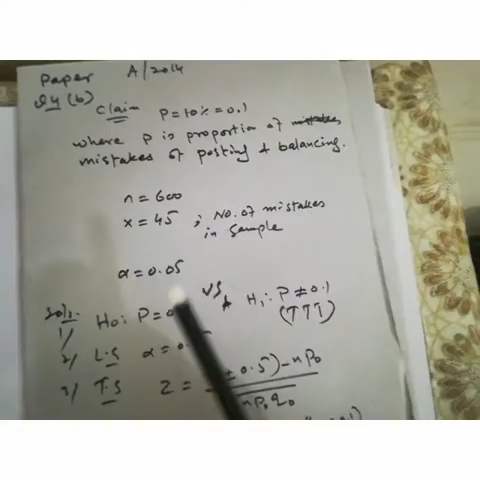 Paper A/2014
Q4 (b)
Claim P=10%=0.1
where P is proportion of mistakes
mistakes of posting & balancing.
n = 600
x = 45 ; No. of mistakes
in sample
α = 0.05
Sol:
1/ H0: P = 0 VS H1: P ≠ 0.1
(TTT)
2/ L.S α = 0.
3/ T.S Z = ± 0.5) - nP0
nP0q0